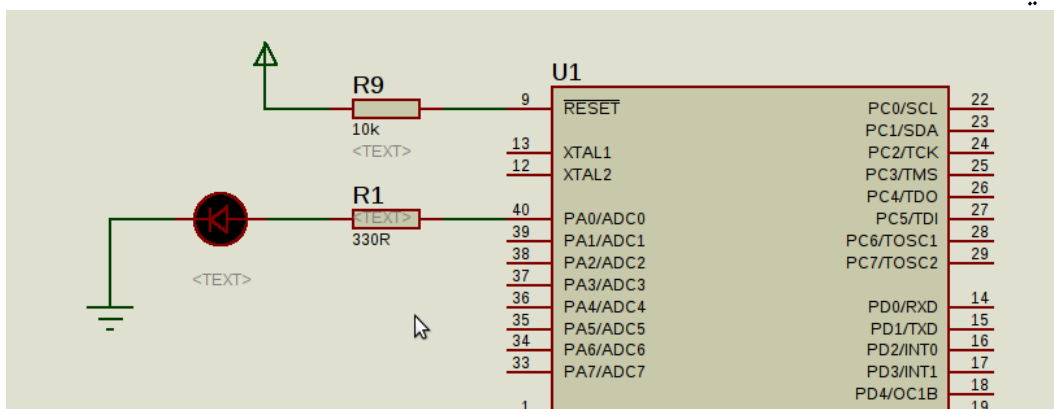 U1
R9
10k
<TEXT>
9 RESET
13 XTAL1
12 XTAL2
R1
<TEXT>
330R
<TEXT>
40 PA0/ADC0
39 PA1/ADC1
38 PA2/ADC2
37 PA3/ADC3
36 PA4/ADC4
35 PA5/ADC5
34 PA6/ADC6
33 PA7/ADC7
1
PC0/SCL 22
PC1/SDA 23
PC2/TCK 24
PC3/TMS 25
PC4/TDO 26
PC5/TDI 27
PC6/TOSC1 28
PC7/TOSC2 29
PD0/RXD 14
PD1/TXD 15
PD2/INT0 16
PD3/INT1 17
PD4/OC1B 18
19